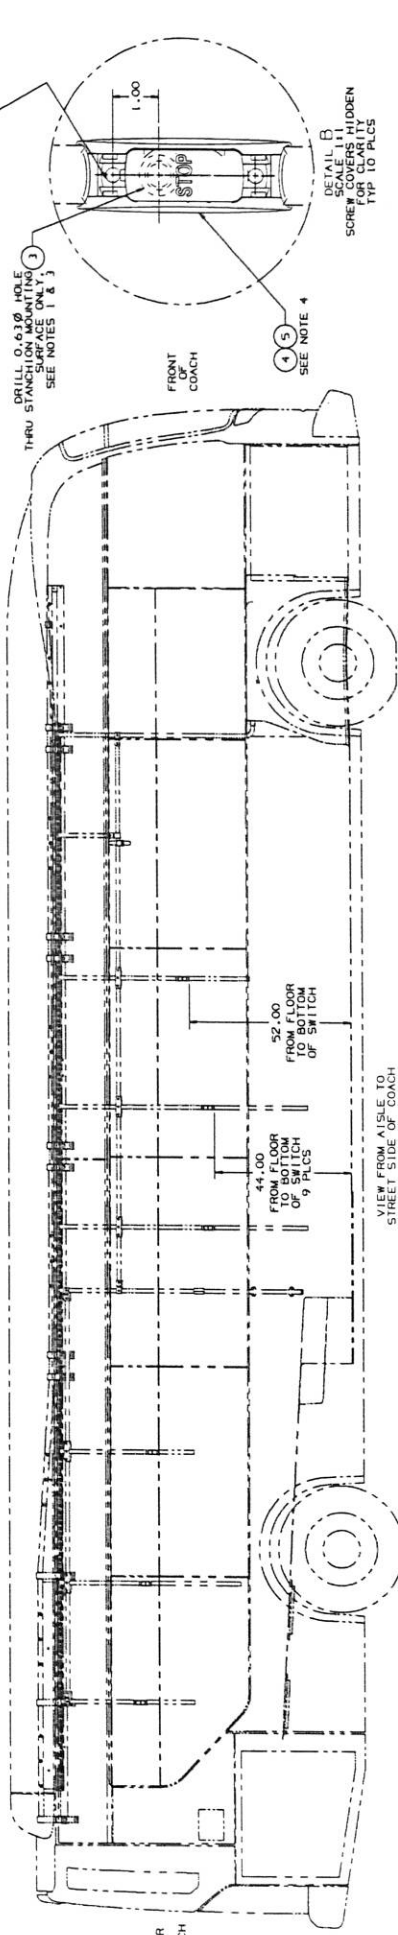 DRILL 0.630 HOLE
THRU STANCHION MOUNTING
SURFACE ONLY,
SEE NOTES 1 & 3
3
1.00
STOP
FRONT
OF
COACH
4 5
SEE NOTE 4
DETAIL B
SCALE 1:1
SCREW COVERS HIDDEN
FOR CLARITY
TYP 10 PLCS
52.00
FROM FLOOR
TO BOTTOM
OF SWITCH
44.00
FROM FLOOR
TO BOTTOM
OF SWITCH
9 PLCS
VIEW FROM AISLE TO
STREET SIDE OF COACH
R
CH